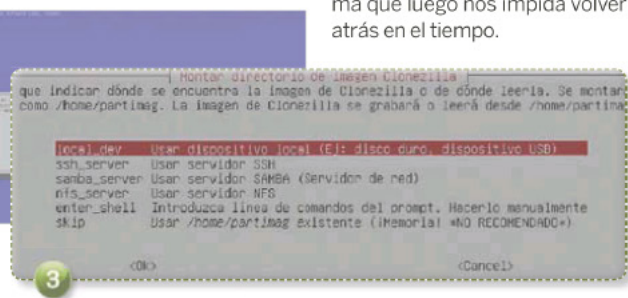 ma que luego nos impida volver
atrás en el tiempo.
Montar directorio de imagen Clonezilla
que indicar dónde se encuentra la imagen de Clonezilla o de dónde leerla. Se montar
como /home/partimag. La imagen de Clonezilla se grabará o leerá desde /home/partima
local_dev Usar dispositivo local (Ej: disco duro, dispositivo USB)
ssh_server Usar servidor SSH
samba_server Usar servidor SAMBA (Servidor de red)
nfs_server Usar servidor NFS
enter_shell Introduzca línea de comandos del prompt. Hacerlo manualmente
skip Usar /home/partimag existente (¡Memoria! *NO RECOMENDADO*)
<Ok> <Cancel>
3